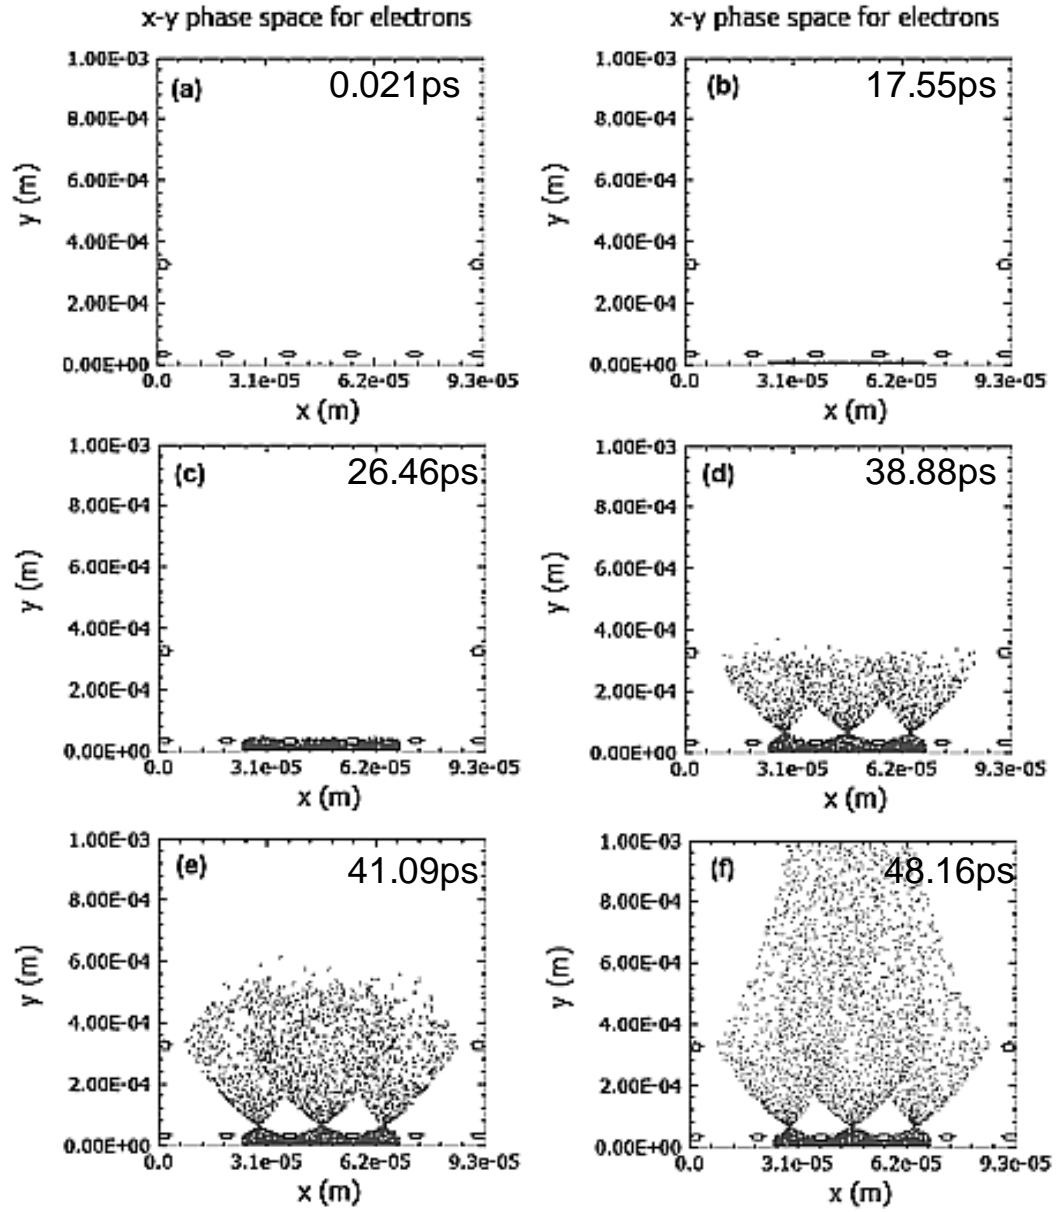 x-y phase space for electrons
(a) 0.021ps
1.00E-03
8.00E-04
6.00E-04
4.00E-04
2.00E-04
0.00E+00
0.0 3.1e-05 6.2e-05 9.3e-05
y (m)
x (m)
x-y phase space for electrons
(b) 17.55ps
1.00E-03
8.00E-04
6.00E-04
4.00E-04
2.00E-04
0.00E+00
0.0 3.1e-05 6.2e-05 9.3e-05
y (m)
x (m)
(c) 26.46ps
1.00E-03
8.00E-04
6.00E-04
4.00E-04
2.00E-04
0.00E+00
0.0 3.1e-05 6.2e-05 9.3e-05
y (m)
x (m)
(d) 38.88ps
1.00E-03
8.00E-04
6.00E-04
4.00E-04
2.00E-04
0.00E+00
0.0 3.1e-05 6.2e-05 9.3e-05
y (m)
x (m)
(e) 41.09ps
1.00E-03
8.00E-04
6.00E-04
4.00E-04
2.00E-04
0.00E+00
0.0 3.1e-05 6.2e-05 9.3e-05
y (m)
x (m)
(f) 48.16ps
1.00E-03
8.00E-04
6.00E-04
4.00E-04
2.00E-04
0.00E+00
0.0 3.1e-05 6.2e-05 9.3e-05
y (m)
x (m)